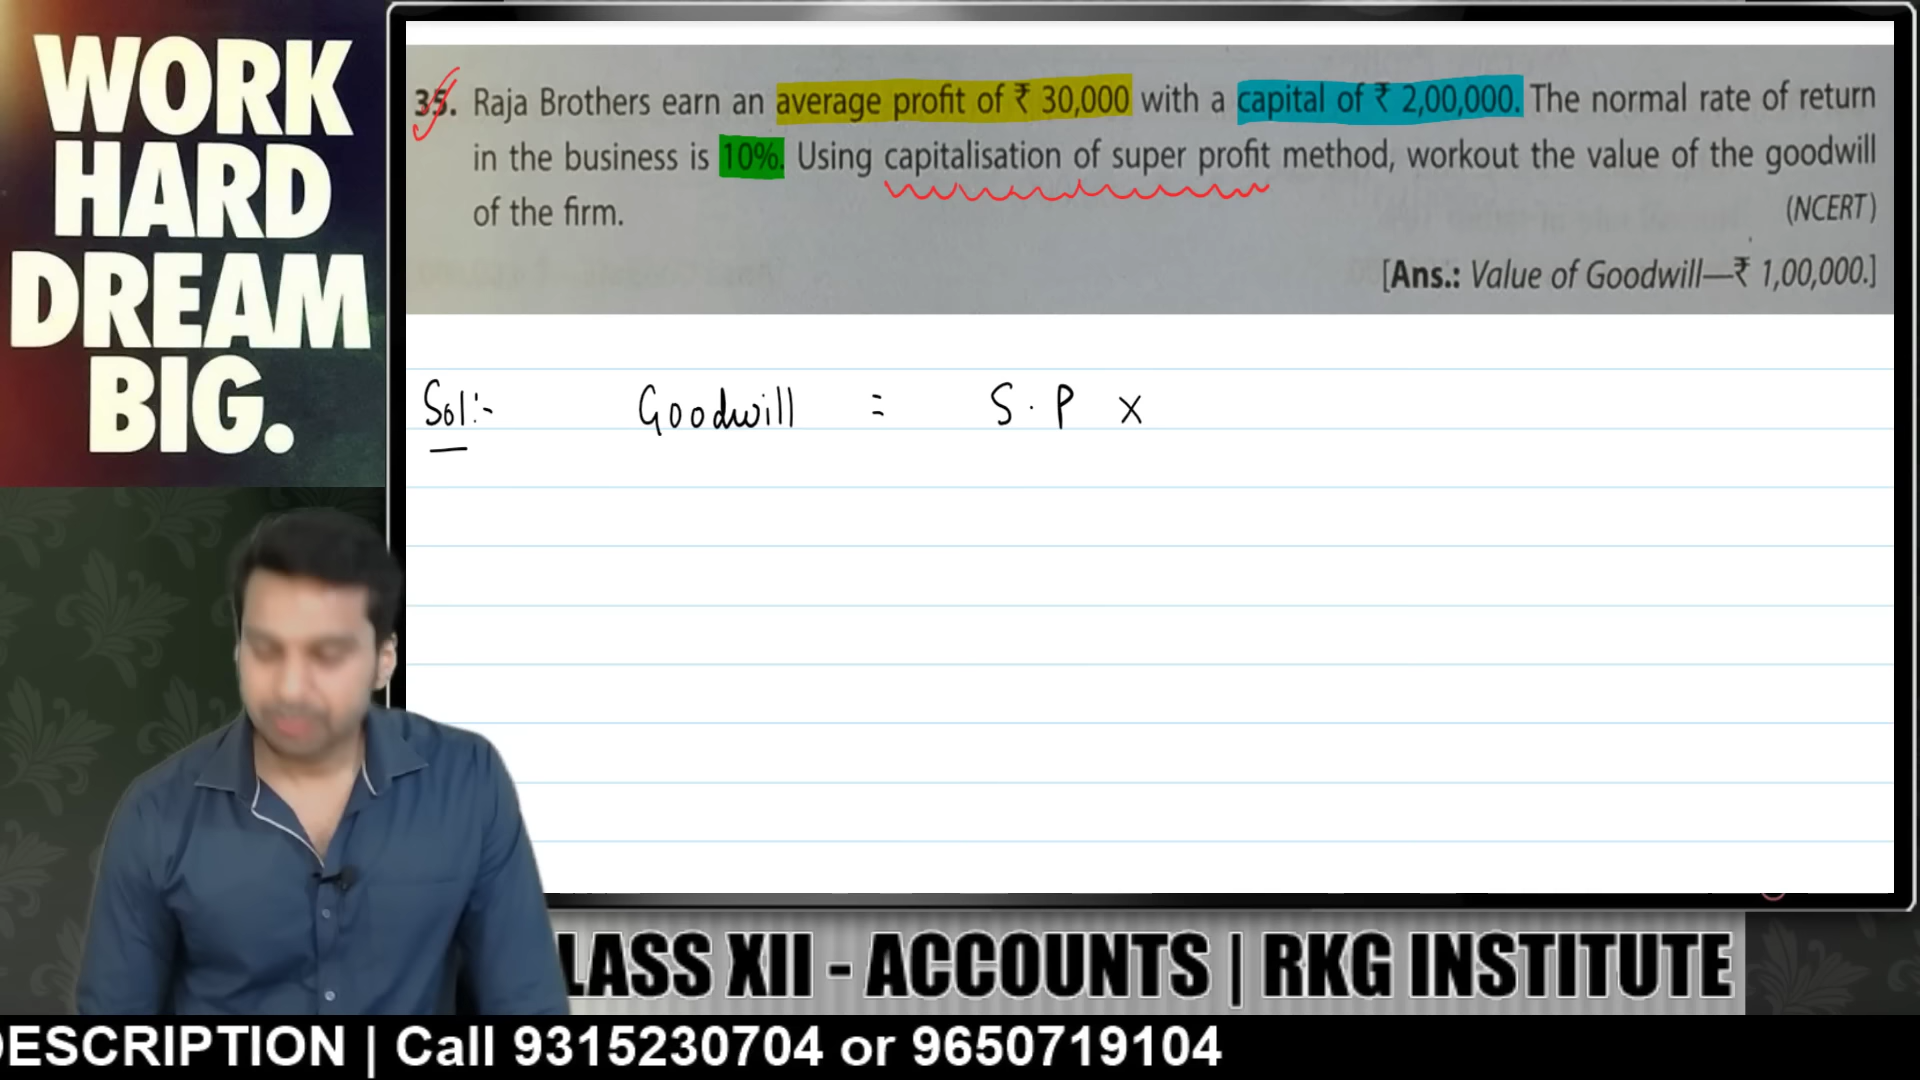 WORK
HARD
DREAM
BIG.
35. Raja Brothers earn an average profit of ₹ 30,000 with a capital of ₹ 2,00,000. The normal rate of return
in the business is 10%. Using capitalisation of super profit method, workout the value of the goodwill
of the firm. (NCERT)
[Ans.: Value of Goodwill—₹ 1,00,000.]
Sol:- Goodwill = S.P x
LASS XII - ACCOUNTS | RKG INSTITUTE
ESCRIPTION | Call 9315230704 or 9650719104